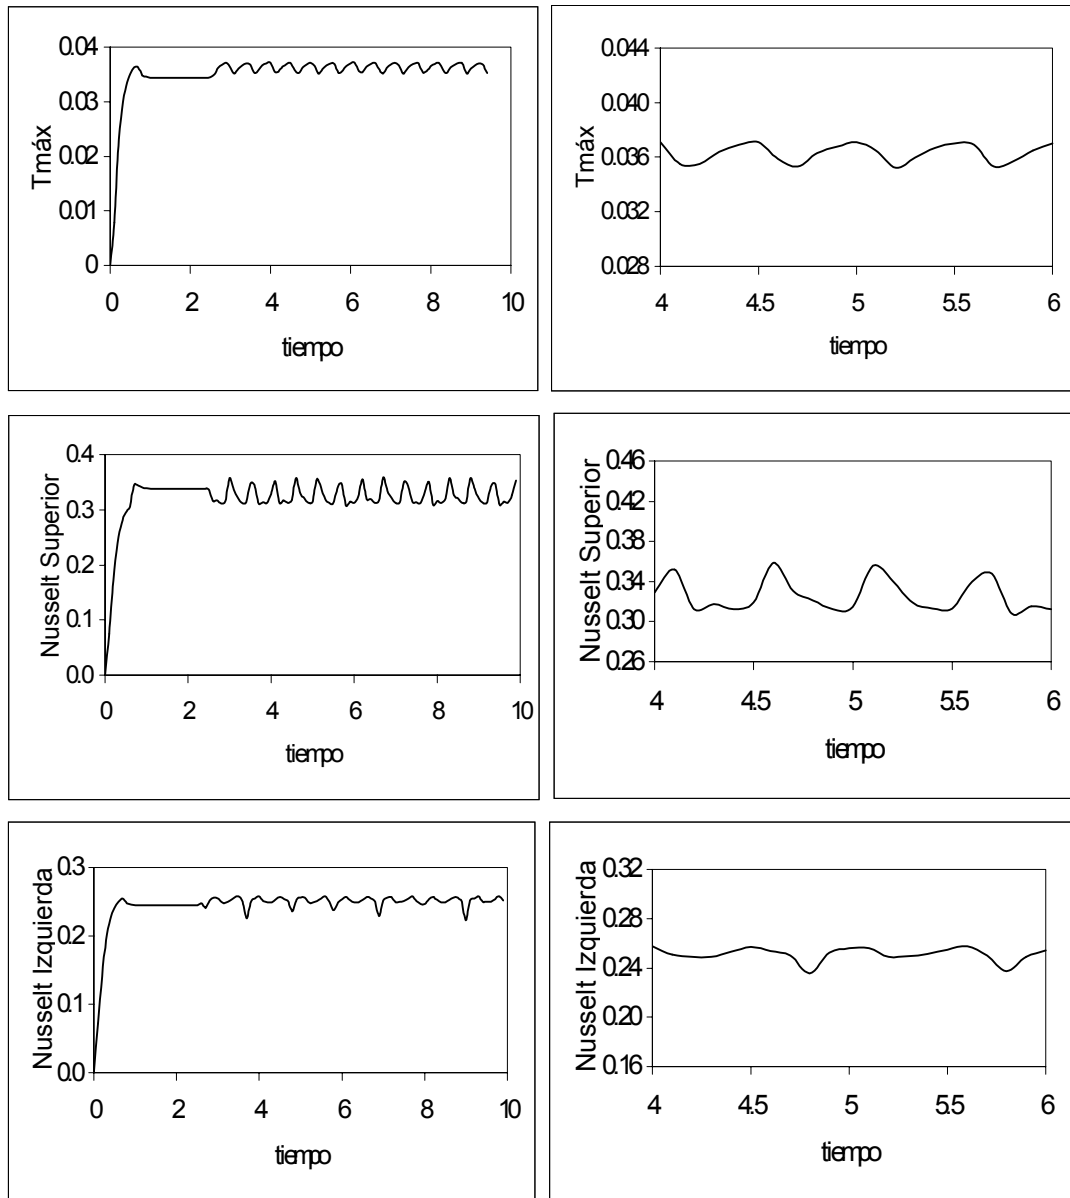 Tmáx
0.04
0.03
0.02
0.01
0
0 2 4 6 8 10
tiempo
Tmáx
0.044
0.040
0.036
0.032
0.028
4 4.5 5 5.5 6
tiempo
Nusselt Superior
0.4
0.3
0.2
0.1
0.0
0 2 4 6 8 10
tiempo
Nusselt Superior
0.46
0.42
0.38
0.34
0.30
0.26
4 4.5 5 5.5 6
tiempo
Nusselt Izquierda
0.3
0.2
0.1
0.0
0 2 4 6 8 10
tiempo
Nusselt Izquierda
0.32
0.28
0.24
0.20
0.16
4 4.5 5 5.5 6
tiempo